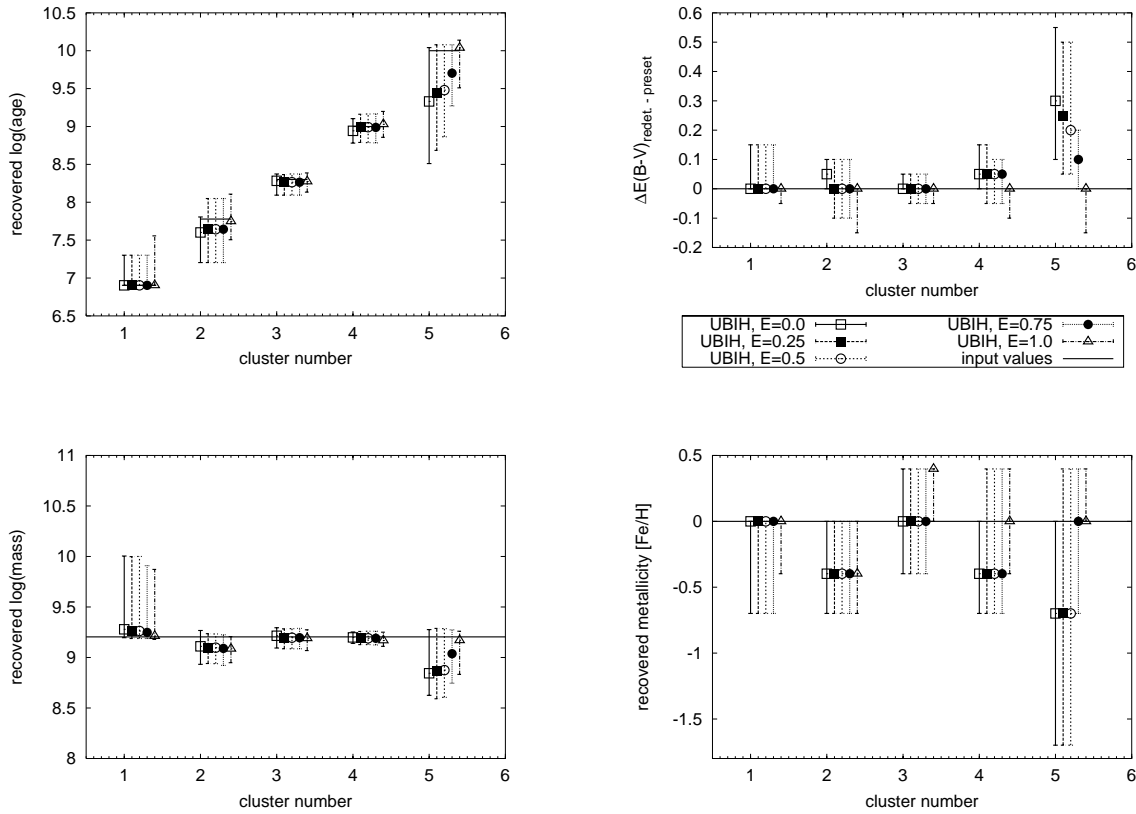 recovered log(age)
10
9.5
9
8.5
8
7.5
7
6.5
1 2 3 4 5 6
cluster number
ΔE(B-V)redet. - preset
0.6
0.5
0.4
0.3
0.2
0.1
0
-0.1
-0.2
1 2 3 4 5 6
cluster number
UBIH, E=0.0
UBIH, E=0.25
UBIH, E=0.5
UBIH, E=0.75
UBIH, E=1.0
input values
recovered log(mass)
11
10.5
10
9.5
9
8.5
8
1 2 3 4 5 6
cluster number
recovered metallicity [Fe/H]
0.5
0
-0.5
-1
-1.5
1 2 3 4 5 6
cluster number